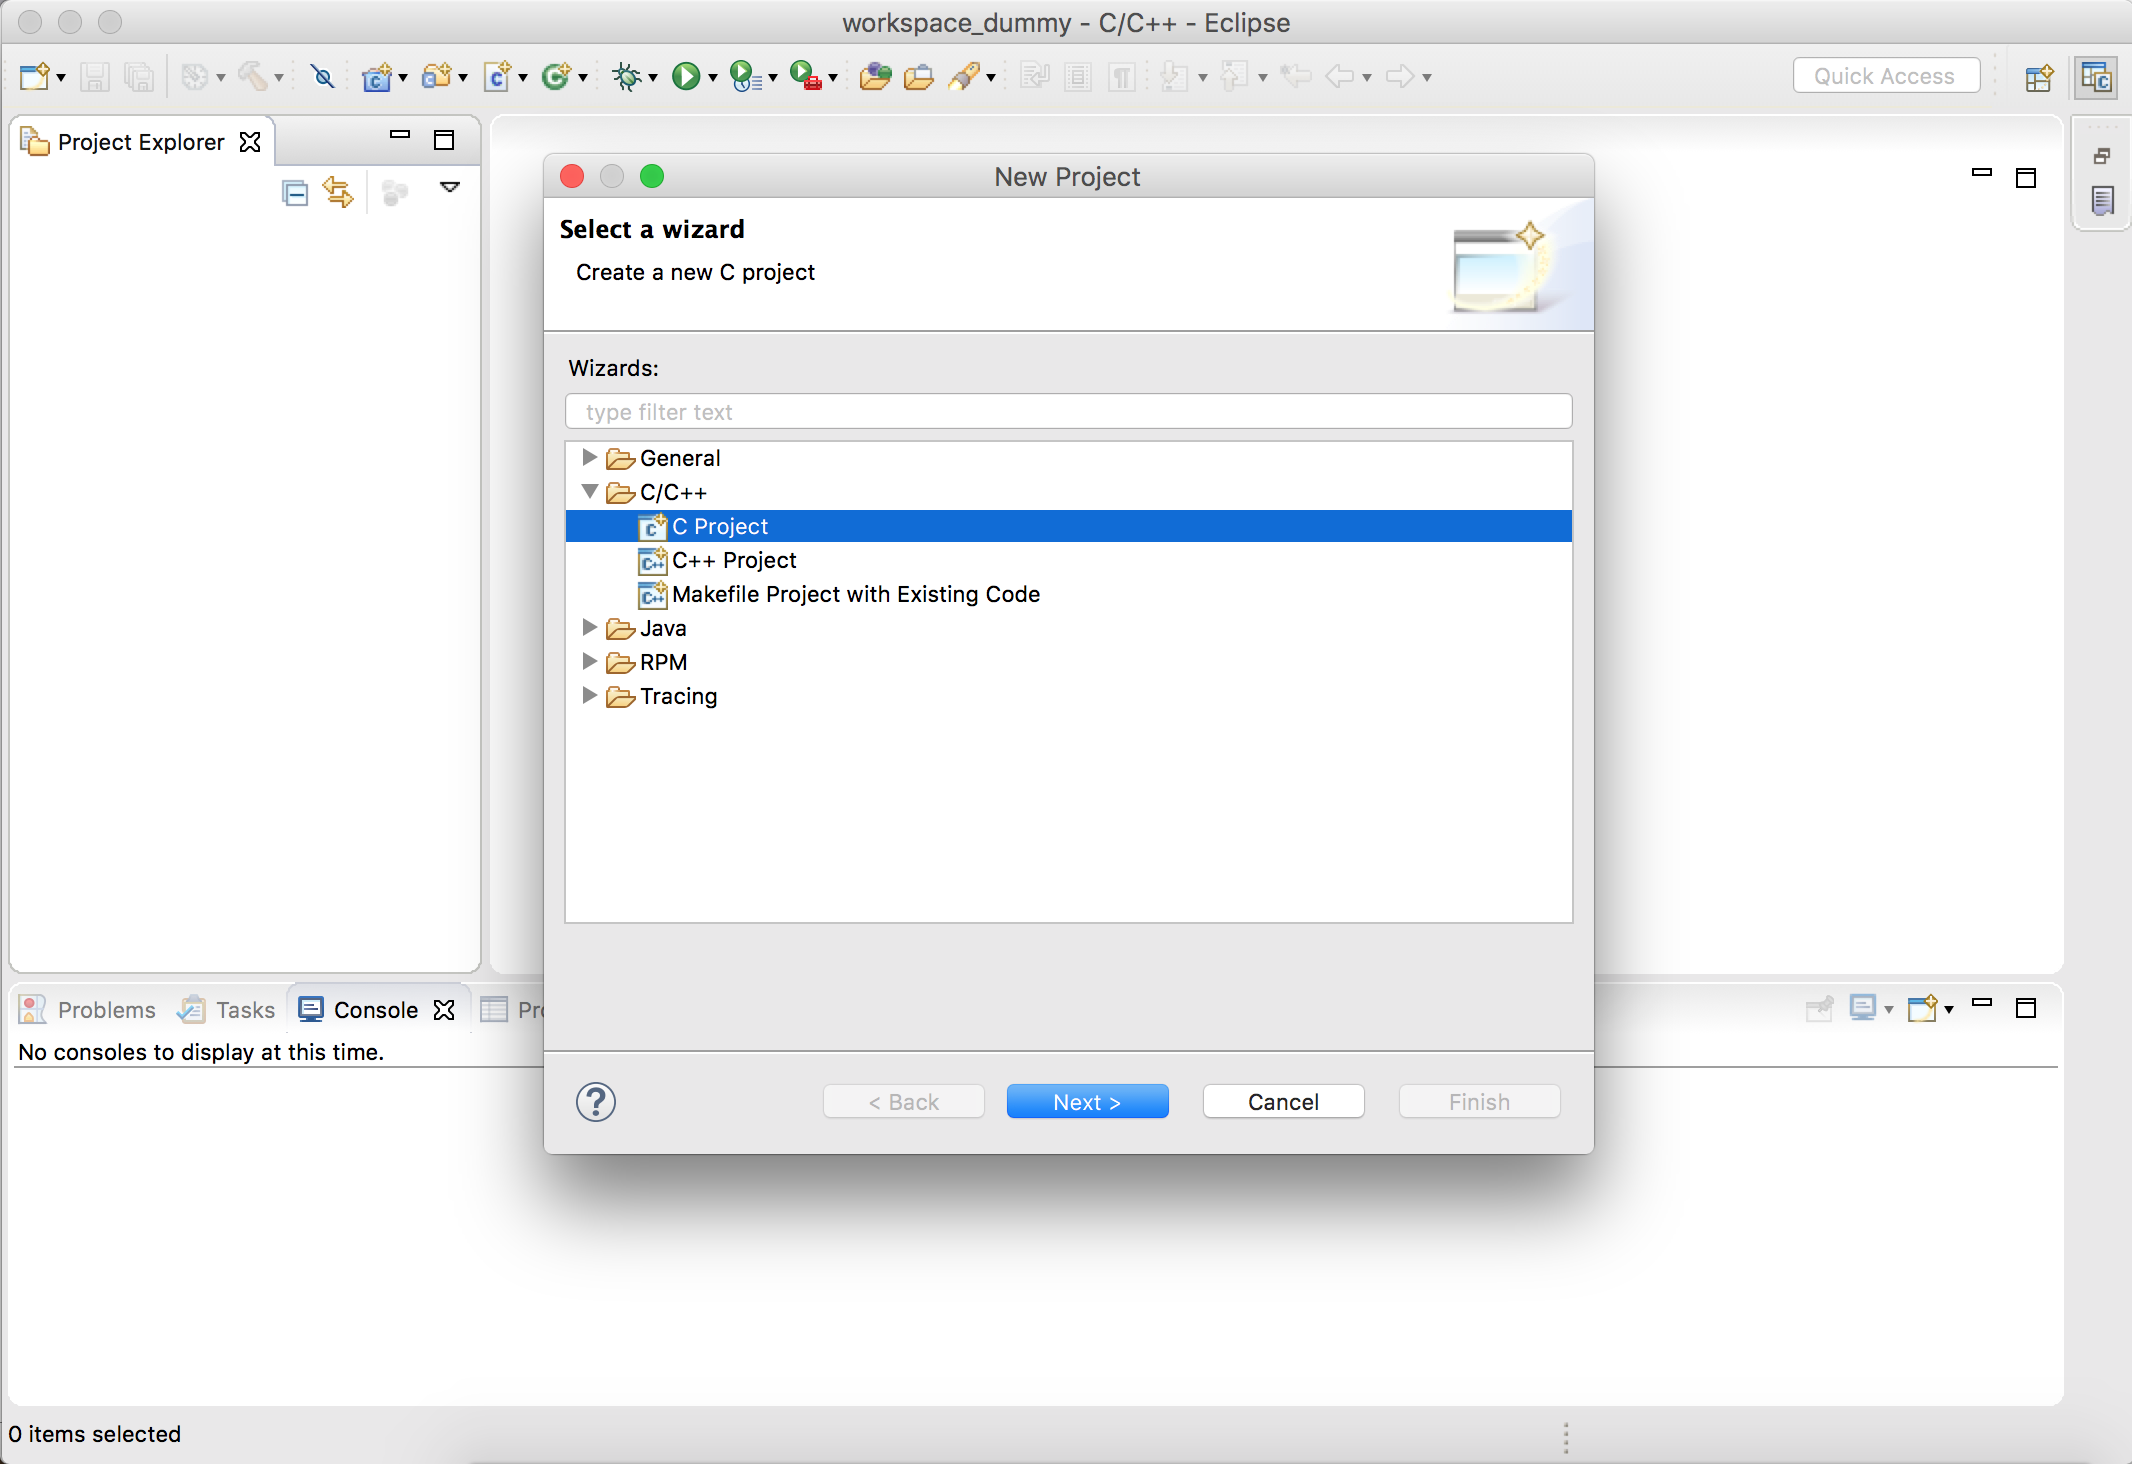 workspace_dummy - C/C++ - Eclipse
Quick Access
Project Explorer
New Project
Select a wizard
Create a new C project
Wizards:
type filter text
General
C/C++
C Project
C++ Project
Makefile Project with Existing Code
Java
RPM
Tracing
Problems
Tasks
Console
No consoles to display at this time.
< Back
Next >
Cancel
Finish
0 items selected